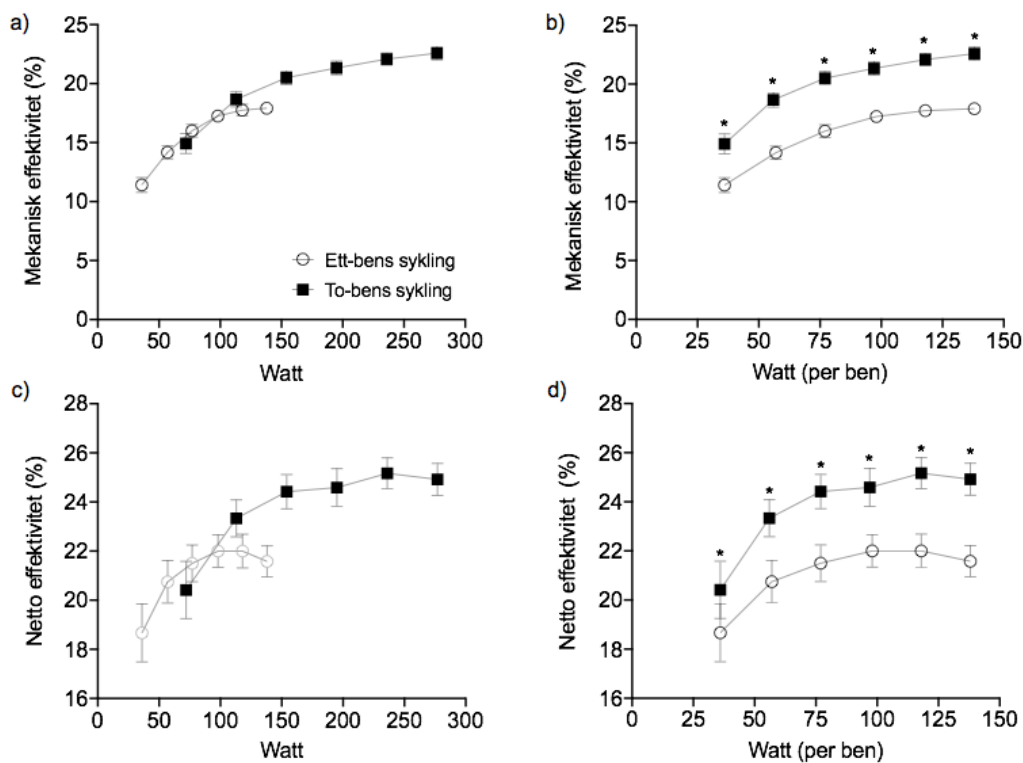 a)
25
20
15
10
5
0
Mekanisk effektivitet (%)
Ett-bens sykling
To-bens sykling
0 50 100 150 200 250 300
Watt
b)
25
20
15
10
5
0
Mekanisk effektivitet (%)
* * * * * *
0 25 50 75 100 125 150
Watt (per ben)
c)
28
26
24
22
20
18
16
Netto effektivitet (%)
0 50 100 150 200 250 300
Watt
d)
28
26
24
22
20
18
16
Netto effektivitet (%)
* * * * * *
0 25 50 75 100 125 150
Watt (per ben)